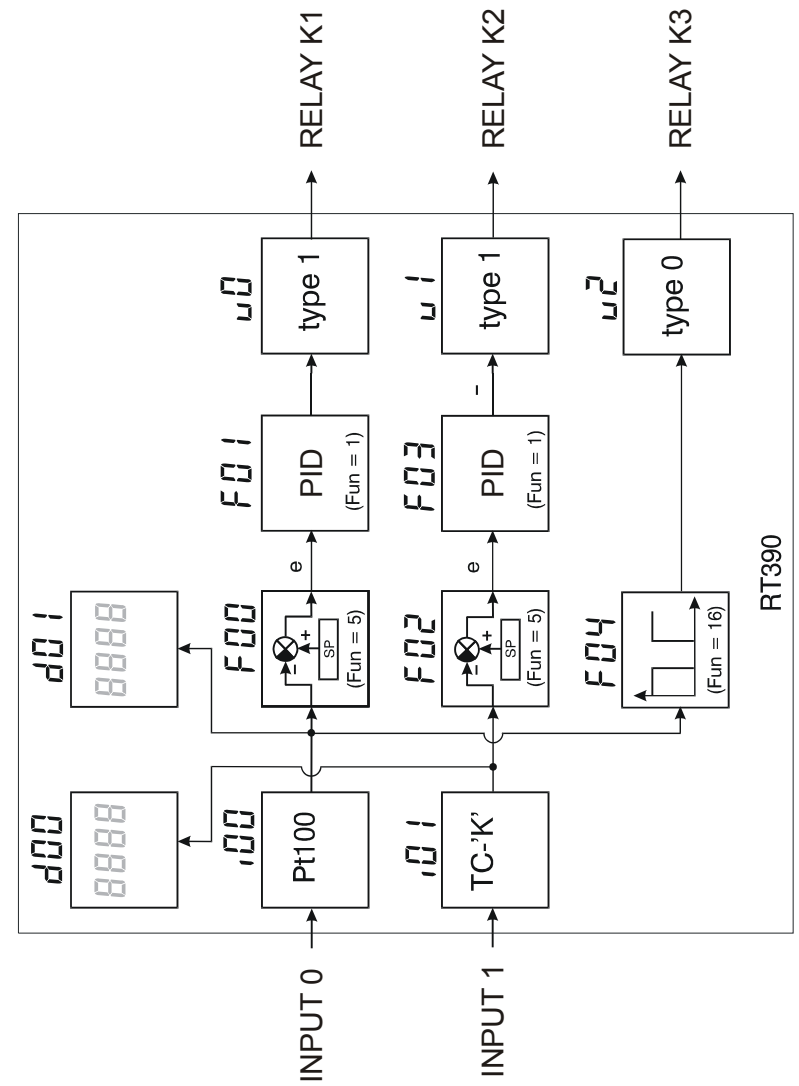 d00
8888
d01
8888
INPUT 0
i00
Pt100
F00
−
+
SP
(Fun = 5)
e
F01
PID
(Fun = 1)
u0
type 1
RELAY K1
INPUT 1
i01
TC-'K'
F02
−
+
SP
(Fun = 5)
e
F03
PID
(Fun = 1)
-
u1
type 1
RELAY K2
F04
(Fun = 16)
u2
type 0
RELAY K3
RT390